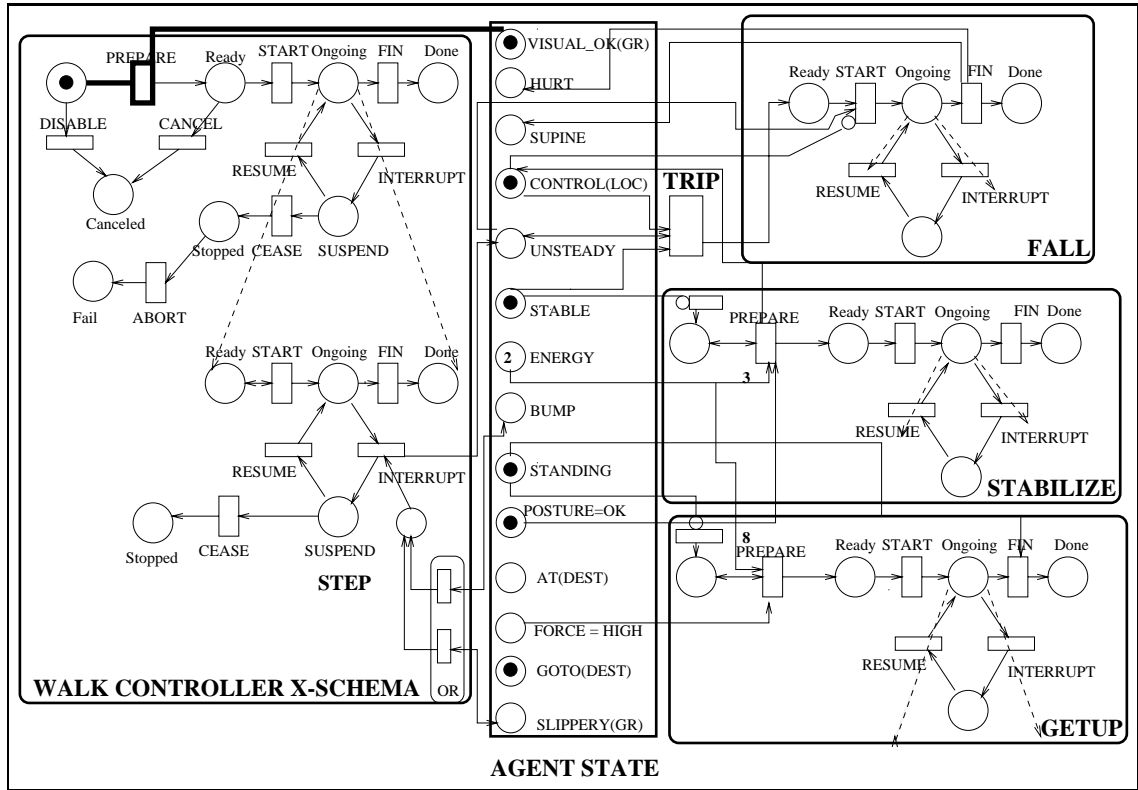 VISUAL_OK(GR)
PREPARE
Ready
START
Ongoing
FIN
Done
DISABLE
CANCEL
RESUME
INTERRUPT
Canceled
Stopped
CEASE
SUSPEND
Fail
ABORT
Ready
START
Ongoing
FIN
Done
RESUME
INTERRUPT
Stopped
CEASE
SUSPEND
STEP
OR
WALK CONTROLLER X-SCHEMA
HURT
SUPINE
CONTROL(LOC)
UNSTEADY
STABLE
2
ENERGY
BUMP
STANDING
POSTURE=OK
AT(DEST)
FORCE = HIGH
GOTO(DEST)
SLIPPERY(GR)
AGENT STATE
TRIP
Ready
START
Ongoing
FIN
Done
RESUME
INTERRUPT
FALL
PREPARE
3
Ready
START
Ongoing
FIN
Done
RESUME
INTERRUPT
STABILIZE
8
PREPARE
Ready
START
Ongoing
FIN
Done
RESUME
INTERRUPT
GETUP